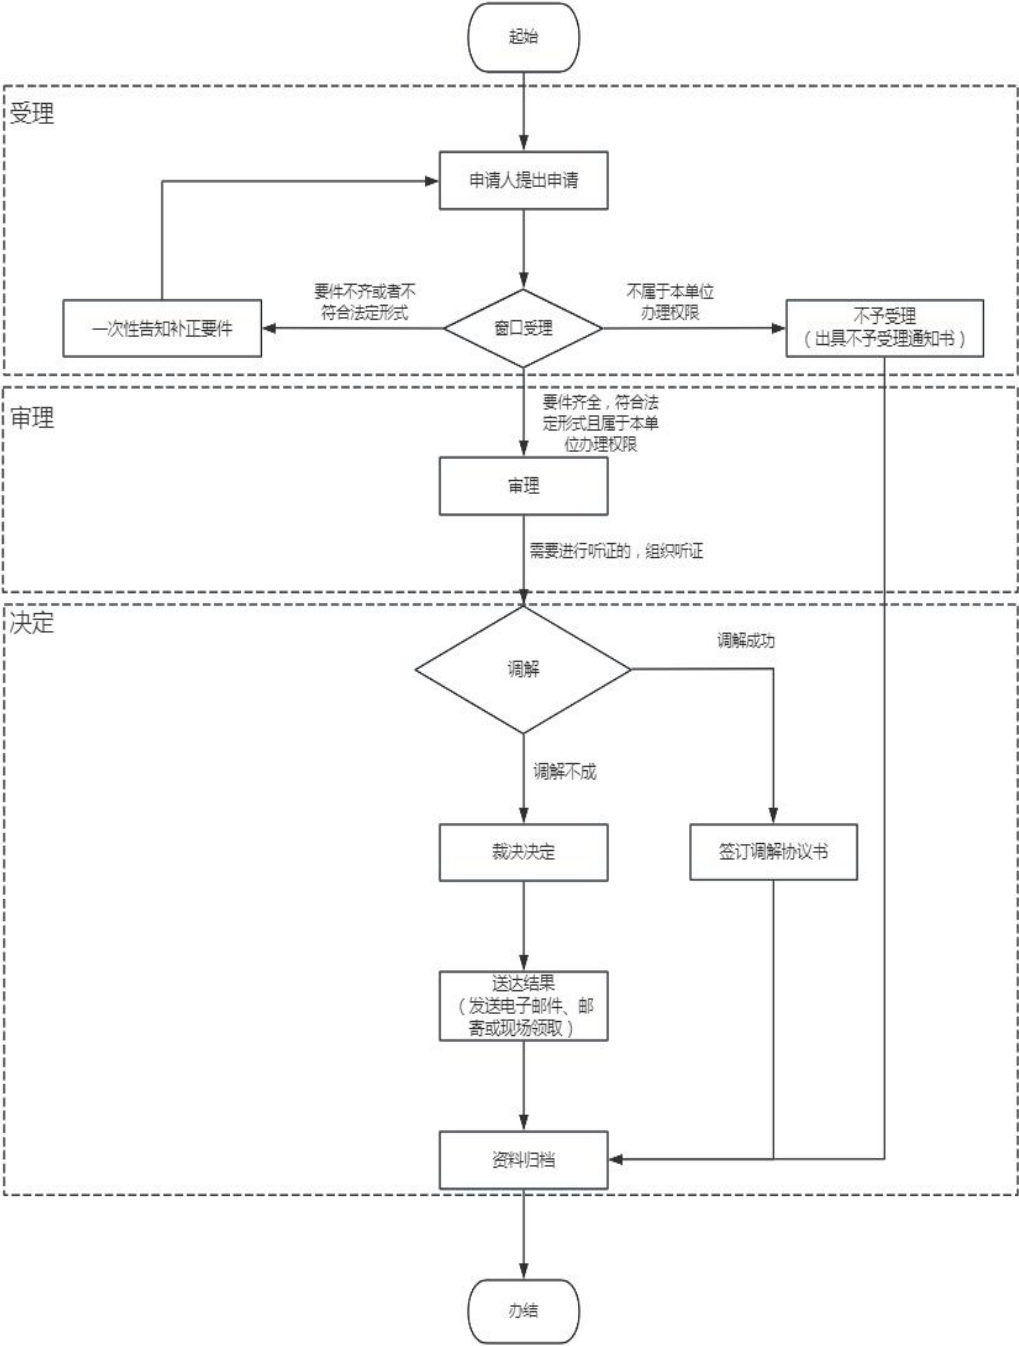 起始
受理
申请人提出申请
要件不齐或者不
符合法定形式
不属于本单位
办理权限
一次性告知补正要件
窗口受理
不予受理
（出具不予受理通知书）
审理
要件齐全，符合法
定形式且属于本单
位办理权限
审理
需要进行听证的，组织听证
决定
调解
调解成功
调解不成
裁决决定
签订调解协议书
送达结果
（发送电子邮件、邮
寄或现场领取）
资料归档
办结